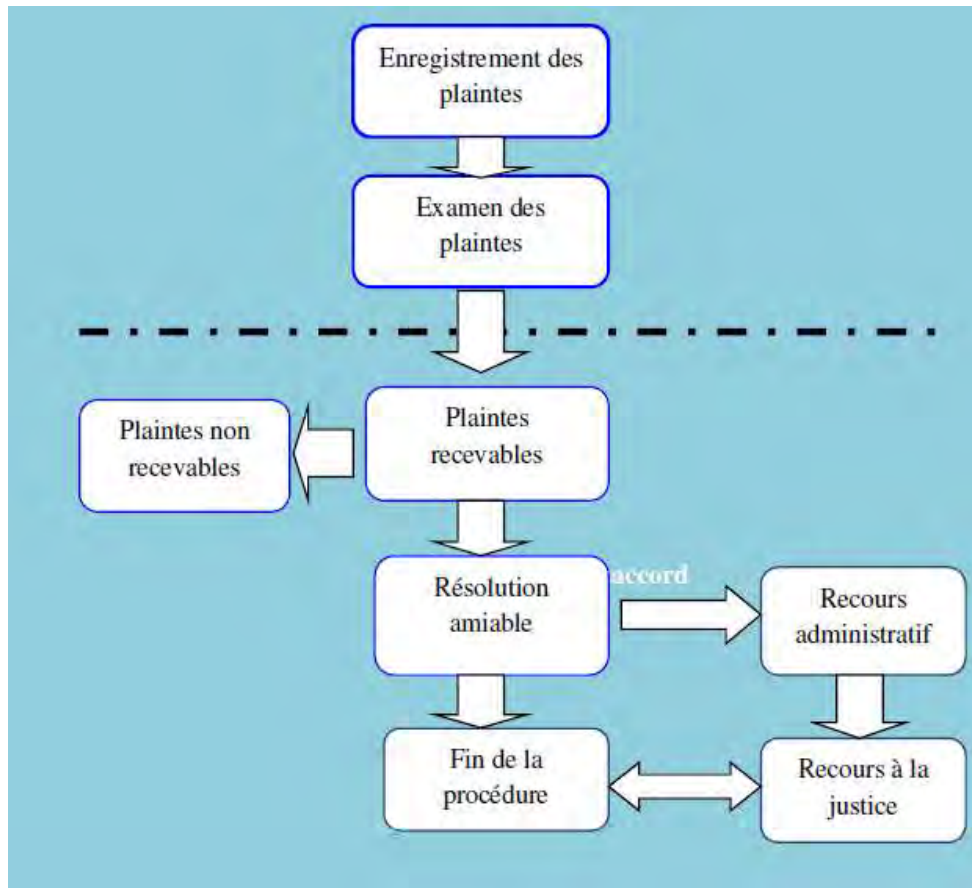 Enregistrement des
plaintes
Examen des
plaintes
Plaintes non
recevables
Plaintes
recevables
Résolution
amiable
accord
Recours
administratif
Fin de la
procédure
Recours à la
justice